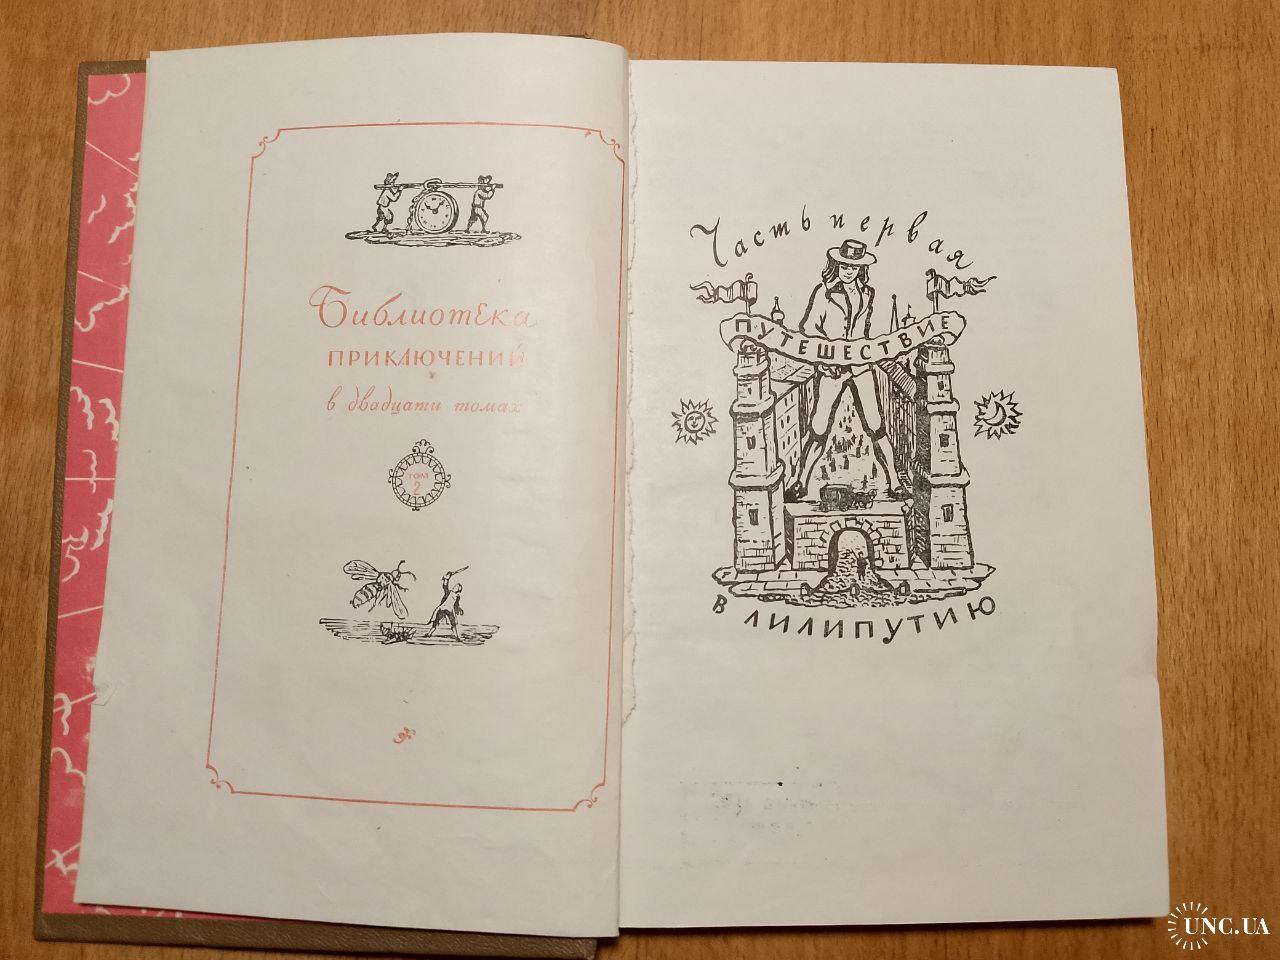 Библиотека
ПРИКЛЮЧЕНИЙ
в двадцати томах
ТОМ
2
Часть первая
ПУТЕШЕСТВИЕ
В ЛИЛИПУТИЮ
UNC.UA